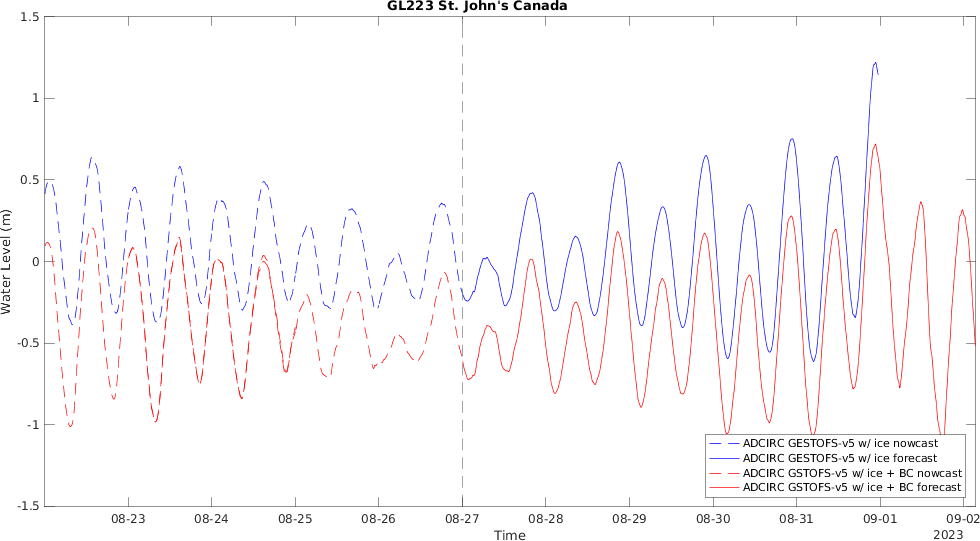 GL223 St. John's Canada
1.5
1
0.5
0
-0.5
-1
-1.5
Water Level (m)
ADCIRC GESTOFS-v5 w/ ice nowcast
ADCIRC GESTOFS-v5 w/ ice forecast
ADCIRC GSTOFS-v5 w/ ice + BC nowcast
ADCIRC GSTOFS-v5 w/ ice + BC forecast
08-23 08-24 08-25 08-26 08-27 08-28 08-29 08-30 08-31 09-01 09-02
Time
2023